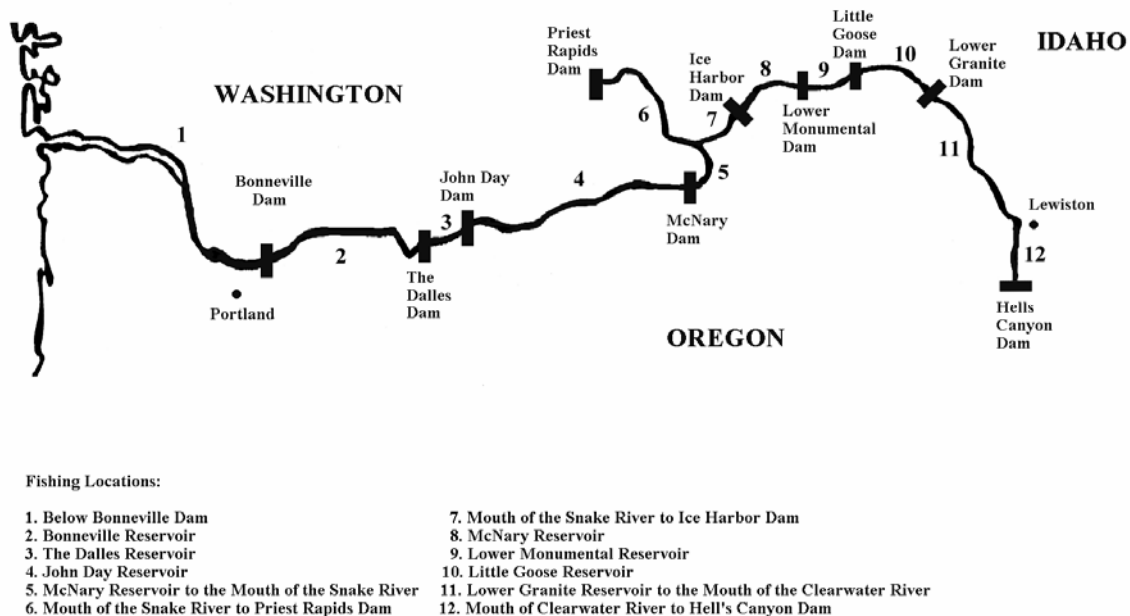 Little
Goose
Dam
IDAHO
Priest
Rapids
Dam
Ice
Harbor
Dam
Lower
Granite
Dam
WASHINGTON
8
9
10
6
7
Lower
Monumental
Dam
1
11
Bonneville
Dam
John Day
Dam
4
5
McNary
Dam
Lewiston
2
3
12
The
Dalles
Dam
Portland
Hells
Canyon
Dam
OREGON
Fishing Locations:
1. Below Bonneville Dam
2. Bonneville Reservoir
3. The Dalles Reservoir
4. John Day Reservoir
5. McNary Reservoir to the Mouth of the Snake River
6. Mouth of the Snake River to Priest Rapids Dam
7. Mouth of the Snake River to Ice Harbor Dam
8. McNary Reservoir
9. Lower Monumental Reservoir
10. Little Goose Reservoir
11. Lower Granite Reservoir to the Mouth of the Clearwater River
12. Mouth of Clearwater River to Hell's Canyon Dam